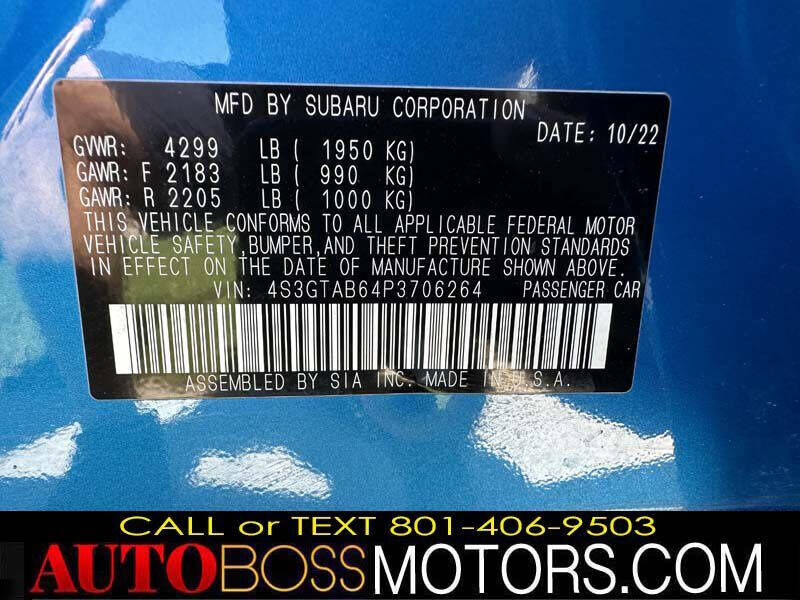 MFD BY SUBARU CORPORATION
DATE: 10/22
GVWR: 4299 LB ( 1950 KG)
GAWR: F 2183 LB ( 990 KG)
GAWR: R 2205 LB ( 1000 KG)
THIS VEHICLE CONFORMS TO ALL APPLICABLE FEDERAL MOTOR
VEHICLE SAFETY,BUMPER,AND THEFT PREVENTION STANDARDS
IN EFFECT ON THE DATE OF MANUFACTURE SHOWN ABOVE.
VIN: 4S3GTAB64P3706264 PASSENGER CAR
ASSEMBLED BY SIA INC. MADE IN U.S.A.
CALL or TEXT 801-406-9503
AUTOBOSSMOTORS.COM